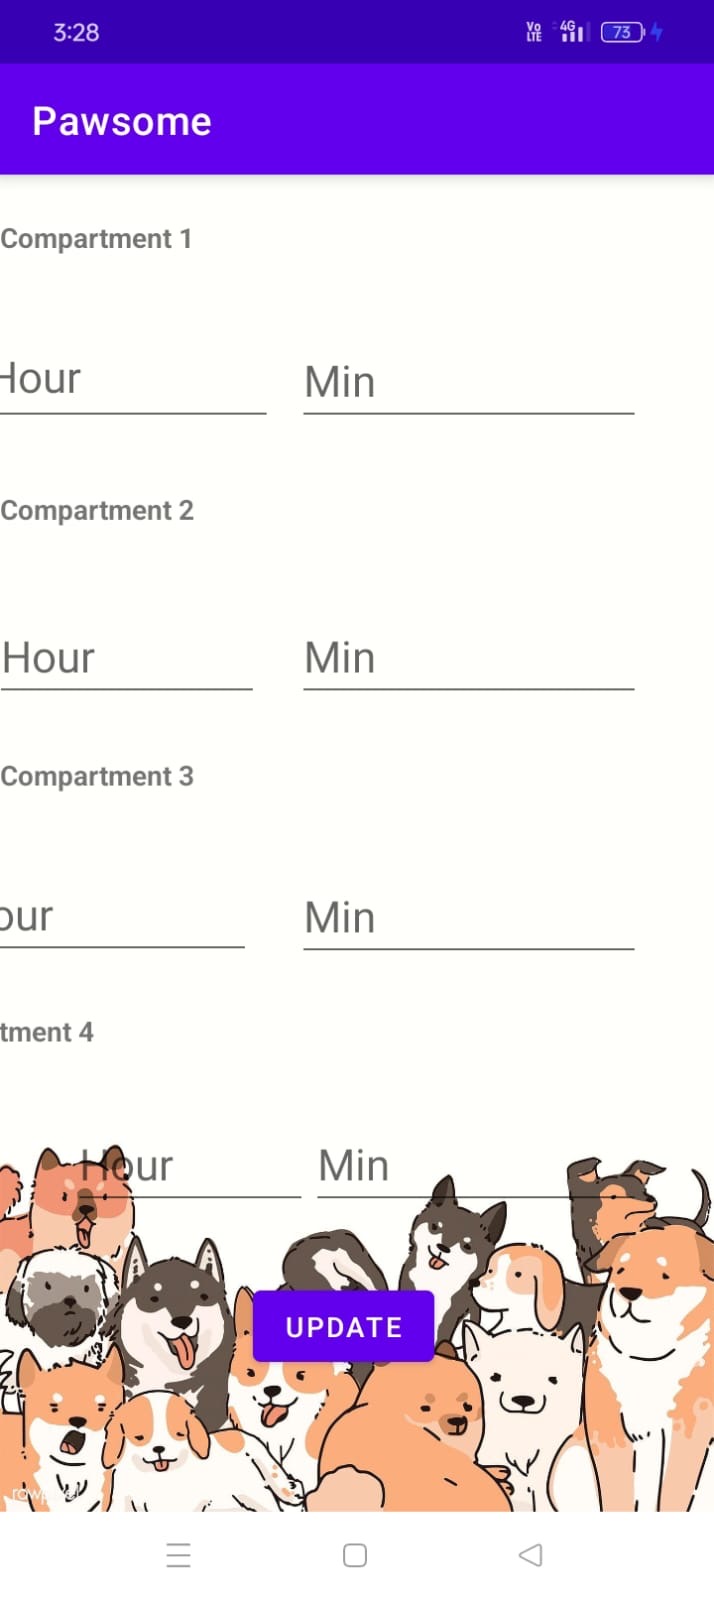 3:28 Vo LTE 4G 73
Pawsome
Compartment 1
Hour Min
Compartment 2
Hour Min
Compartment 3
our Min
tment 4
Hour Min
UPDATE